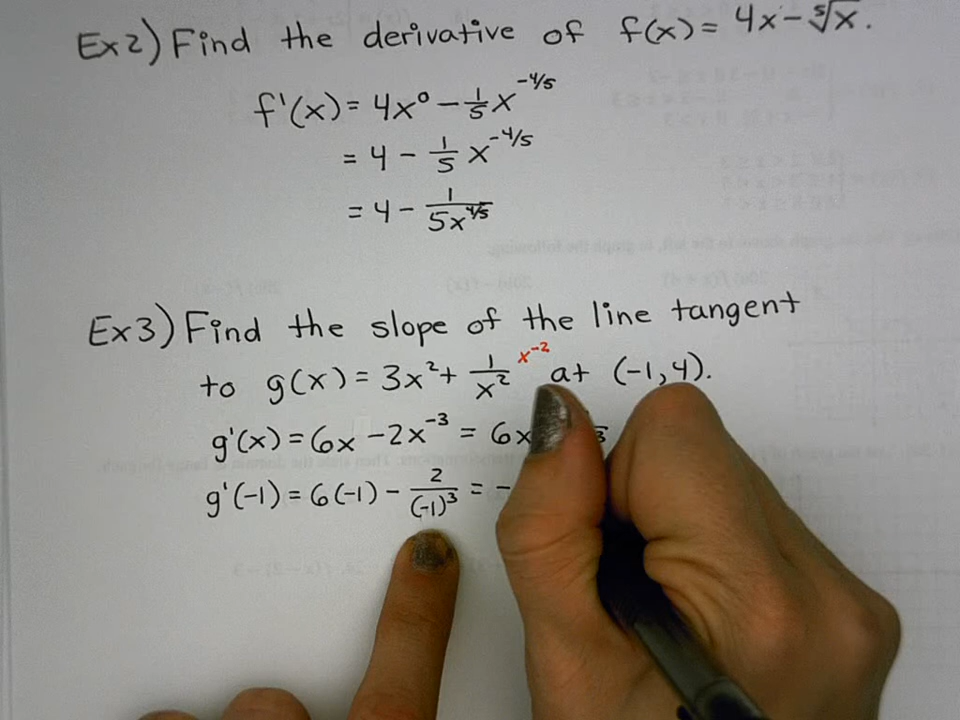 Ex2) Find the derivative of f(x) = 4x - ⁵√x.
f'(x) = 4x⁰ - 1/5 x^(-4/5)
= 4 - 1/5 x^(-4/5)
= 4 - 1/(5x^(4/5))
Ex3) Find the slope of the line tangent
to g(x) = 3x² + 1/x² x⁻² at (-1,4).
g'(x) = 6x - 2x⁻³ = 6x
g'(-1) = 6(-1) - 2/(-1)³ = -